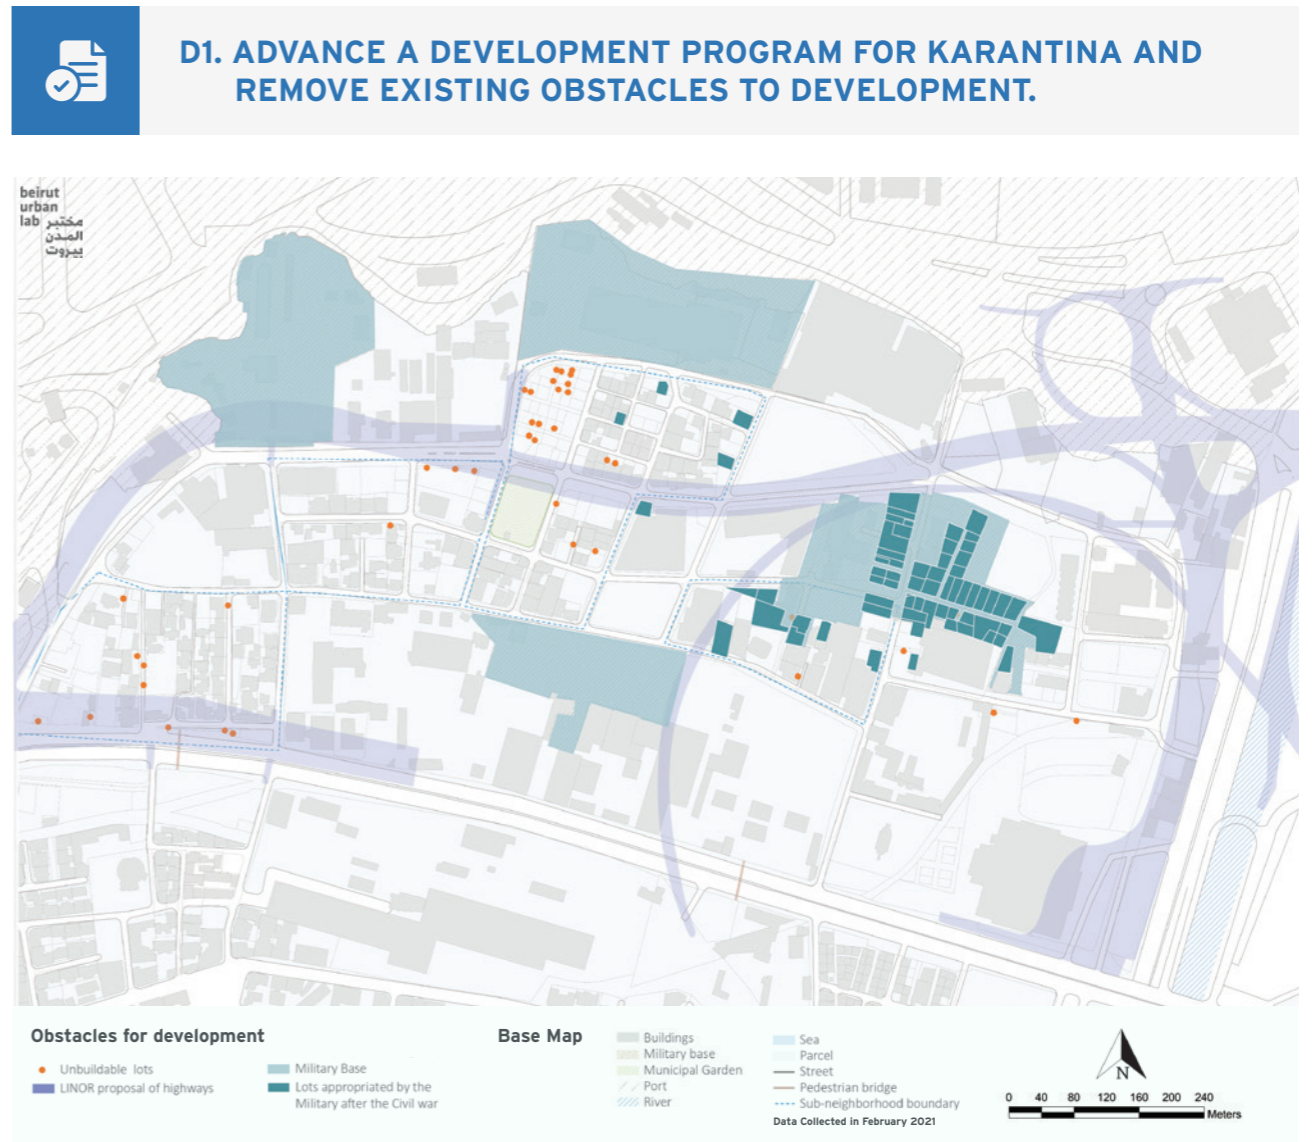 D1. ADVANCE A DEVELOPMENT PROGRAM FOR KARANTINA AND
REMOVE EXISTING OBSTACLES TO DEVELOPMENT.
beirut
urban
lab مختبر
المدن
بيروت
Obstacles for development
Unbuildable lots
LINOR proposal of highways
Military Base
Lots appropriated by the
Military after the Civil war
Base Map
Buildings
Military base
Municipal Garden
Port
River
Sea
Parcel
Street
Pedestrian bridge
Sub-neighborhood boundary
Data Collected in February 2021
N
0 40 80 120 160 200 240
Meters